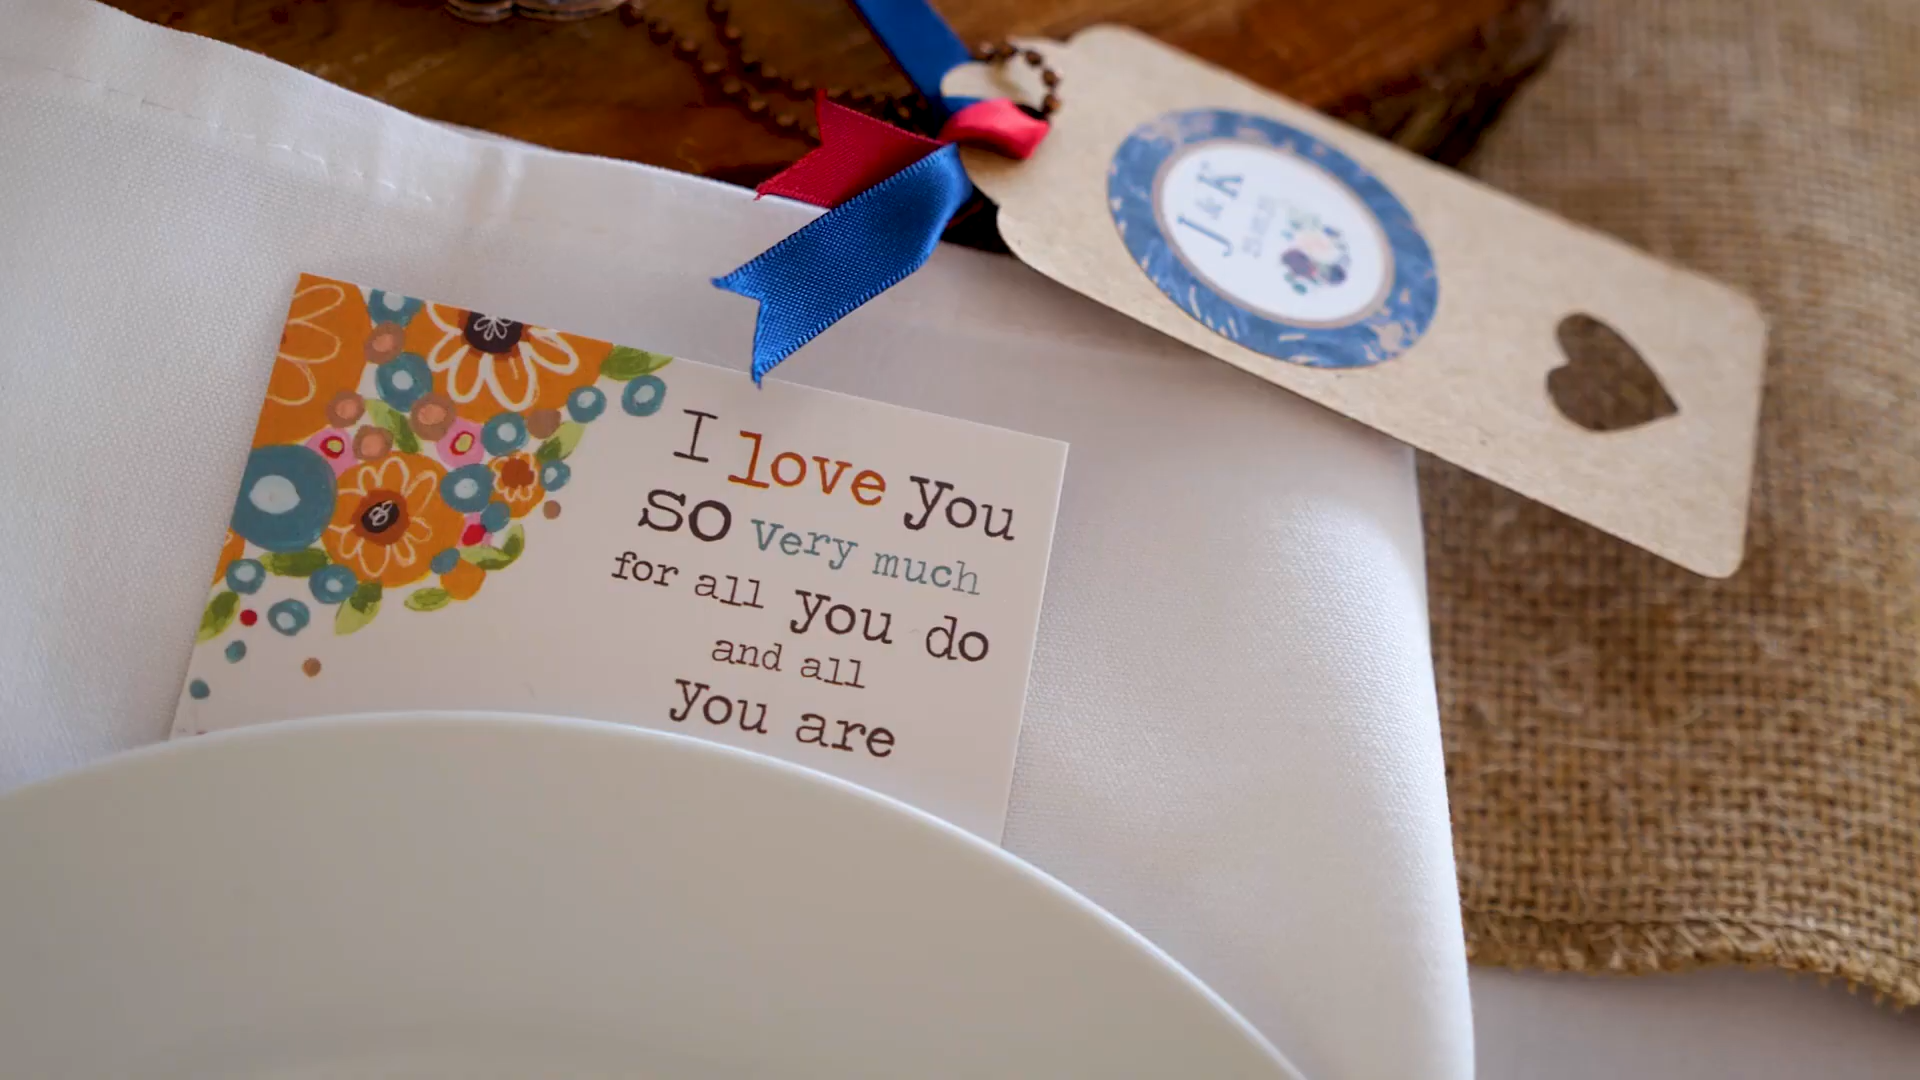 I love you
so very much
for all you do
and all
you are
J & K